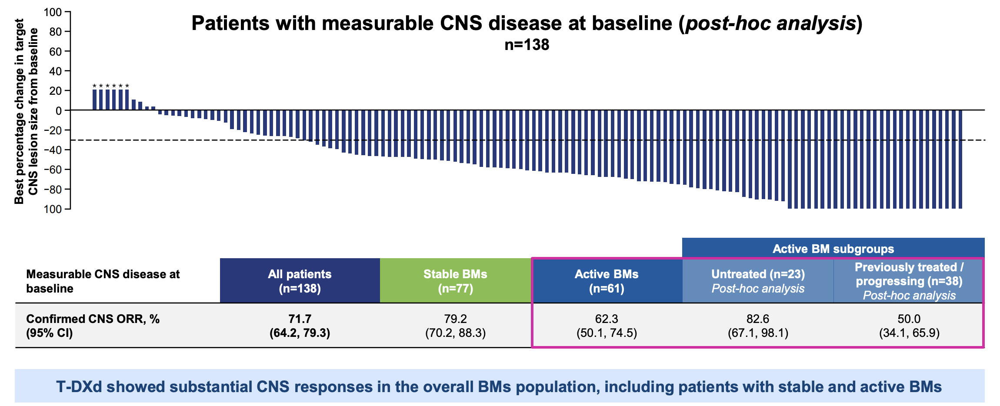 Patients with measurable CNS disease at baseline (post-hoc analysis)
n=138
Best percentage change in target
CNS lesion size from baseline
100
80
60
40
20
0
−20
−40
−60
−80
100
* * * * * *
Active BM subgroups
Measurable CNS disease at
baseline
All patients
(n=138)
Stable BMs
(n=77)
Active BMs
(n=61)
Untreated (n=23)
Post-hoc analysis
Previously treated /
progressing (n=38)
Post-hoc analysis
Confirmed CNS ORR, %
(95% CI)
71.7
(64.2, 79.3)
79.2
(70.2, 88.3)
62.3
(50.1, 74.5)
82.6
(67.1, 98.1)
50.0
(34.1, 65.9)
T-DXd showed substantial CNS responses in the overall BMs population, including patients with stable and active BMs